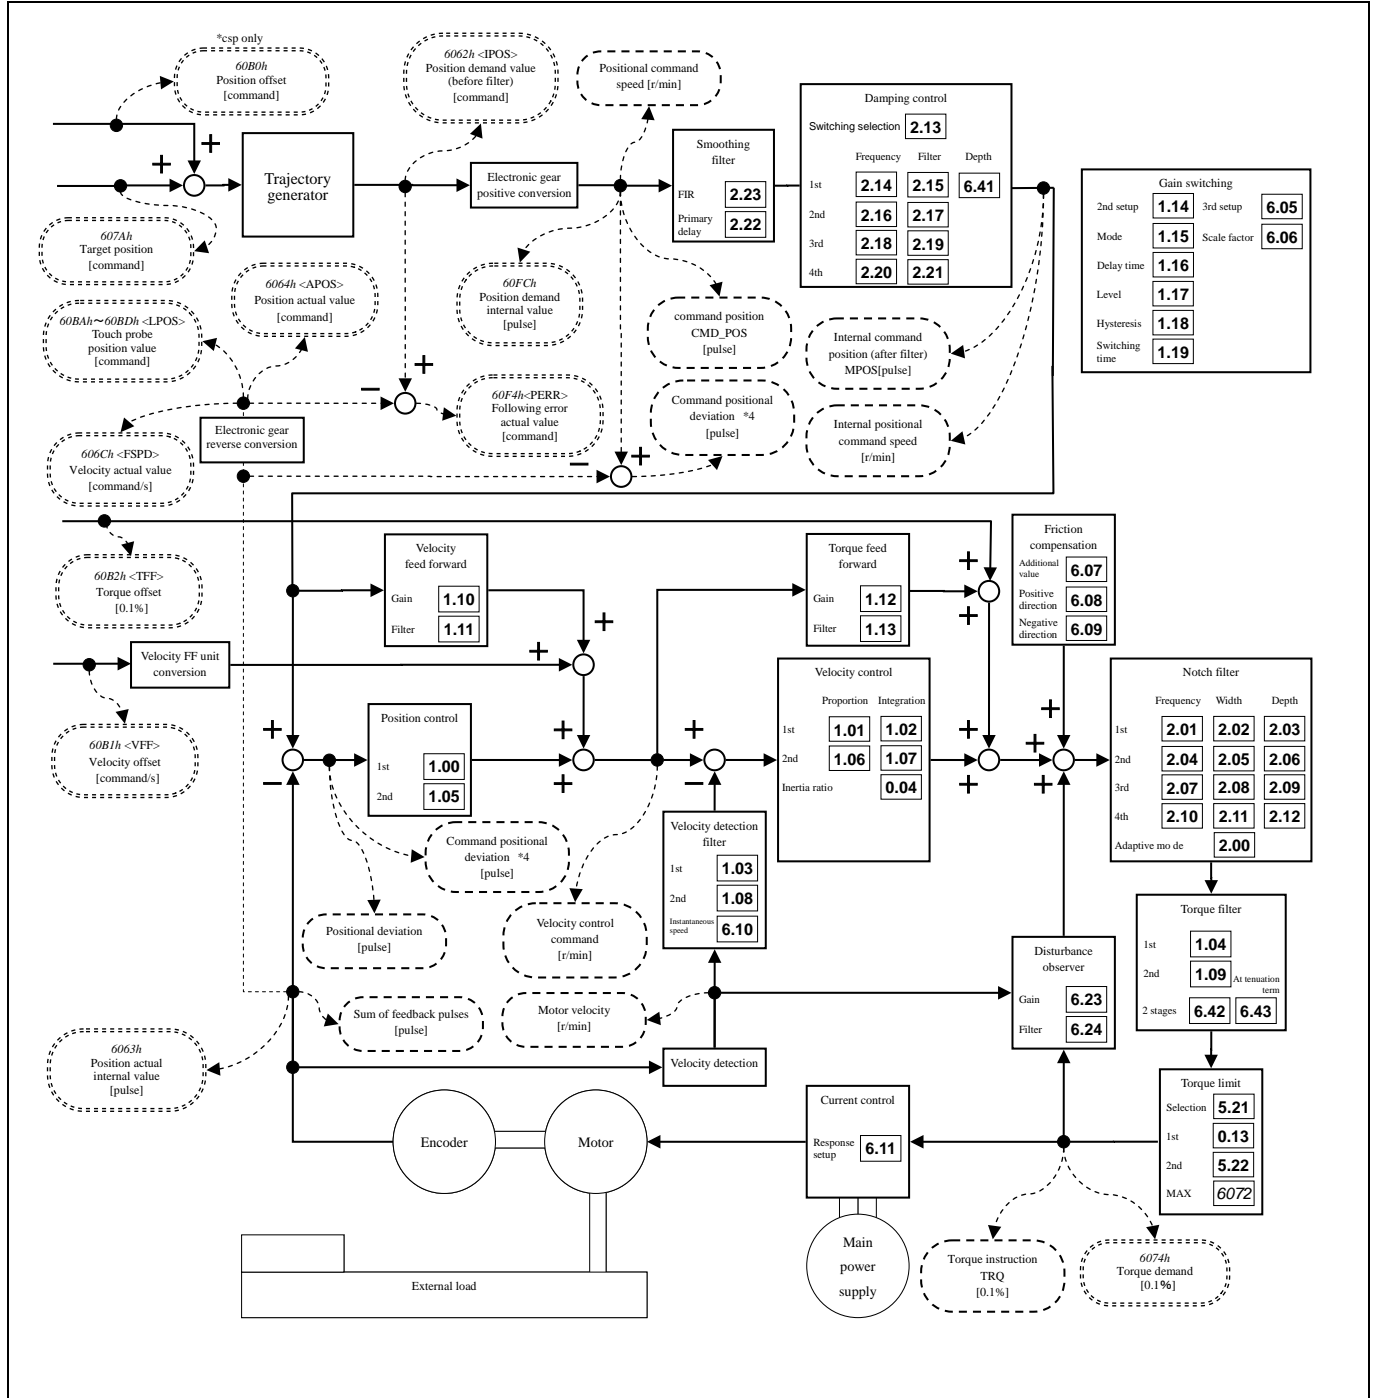 *csp only
60B0h
Position offset
[command]
6062h <IPOS>
Position demand value
(before filter)
[command]
Positional command
speed [r/min]
Damping control
Switching selection 2.13
Frequency Filter Depth
1st 2.14 2.15 6.41
2nd 2.16 2.17
3rd 2.18 2.19
4th 2.20 2.21
Smoothing
filter
FIR 2.23
Primary
delay 2.22
+
+
Trajectory
generator
Electronic gear
positive conversion
Gain switching
2nd setup 1.14 3rd setup 6.05
Mode 1.15 Scale factor 6.06
Delay time 1.16
Level 1.17
Hysteresis 1.18
Switching
time 1.19
607Ah
Target position
[command]
6064h <APOS>
Position actual value
[command]
60BAh～60BDh <LPOS>
Touch probe
position value
[command]
60FCh
Position demand
internal value
[pulse]
command position
CMD_POS
[pulse]
Internal command
position (after filter)
MPOS[pulse]
+
−
60F4h<PERR>
Following error
actual value
[command]
Command positional
deviation *4
[pulse]
Internal positional
command speed
[r/min]
Electronic gear
reverse conversion
606Ch <FSPD>
Velocity actual value
[command/s]
−
+
60B2h <TFF>
Torque offset
[0.1%]
Velocity
feed forward
Gain 1.10
Filter 1.11
Torque feed
forward
Gain 1.12
Filter 1.13
+
+
Friction
compensation
Additional
value 6.07
Positive
direction 6.08
Negative
direction 6.09
+
+
Velocity FF unit
conversion
60B1h <VFF>
Velocity offset
[command/s]
+
−
Position control
1st 1.00
2nd 1.05
+
+
+
−
Velocity control
Proportion Integration
1st 1.01 1.02
2nd 1.06 1.07
Inertia ratio 0.04
+
+
+
+
+
Notch filter
Frequency Width Depth
1st 2.01 2.02 2.03
2nd 2.04 2.05 2.06
3rd 2.07 2.08 2.09
4th 2.10 2.11 2.12
Adaptive mo de 2.00
Velocity detection
filter
1st 1.03
2nd 1.08
Instantaneous
speed 6.10
Command positional
deviation *4
[pulse]
Positional deviation
[pulse]
Velocity control
command
[r/min]
Torque filter
1st 1.04
2nd 1.09 At tenuation
term
2 stages 6.42 6.43
Disturbance
observer
Gain 6.23
Filter 6.24
Sum of feedback pulses
[pulse]
Motor velocity
[r/min]
6063h
Position actual
internal value
[pulse]
Velocity detection
Torque limit
Selection 5.21
1st 0.13
2nd 5.22
MAX 6072
Encoder
Motor
Current control
Response
setup 6.11
Main
power
supply
Torque instruction
TRQ
[0.1%]
6074h
Torque demand
[0.1%]
External load